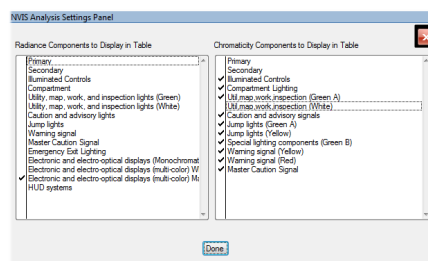 NVIS Analysis Settings Panel
Radiance Components to Display in Table
Primary
Secondary
Illuminated Controls
Compartment
Utility, map, work, and inspection lights (Green)
Utility, map, work, and inspection lights (White)
Caution and advisory lights
Jump lights
Warning signal
Master Caution Signal
Emergency Exit Lighting
Electronic and electro-optical displays (Monochromat
Electronic and electro-optical displays (multi-color) W
Electronic and electro-optical displays (multi-color) Ma
HUD systems
Chromaticity Components to Display in Table
Primary
Secondary
Illuminated Controls
Compartment Lighting
Util,map,work,inspection (Green A)
Util,map,work,inspection (White)
Caution and advisory signals
Jump lights (Green A)
Jump lights (Yellow)
Special lighting components (Green B)
Warning signal (Yellow)
Warning signal (Red)
Master Caution Signal
Done